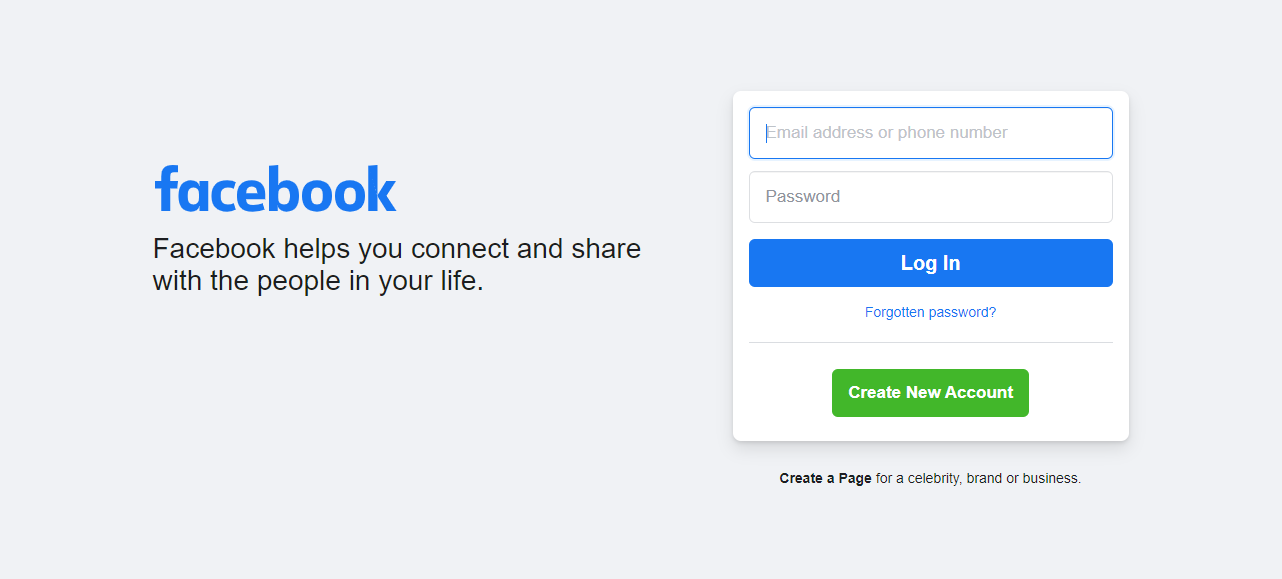 facebook
Facebook helps you connect and share
with the people in your life.
Email address or phone number
Password
Log In
Forgotten password?
Create New Account
Create a Page for a celebrity, brand or business.